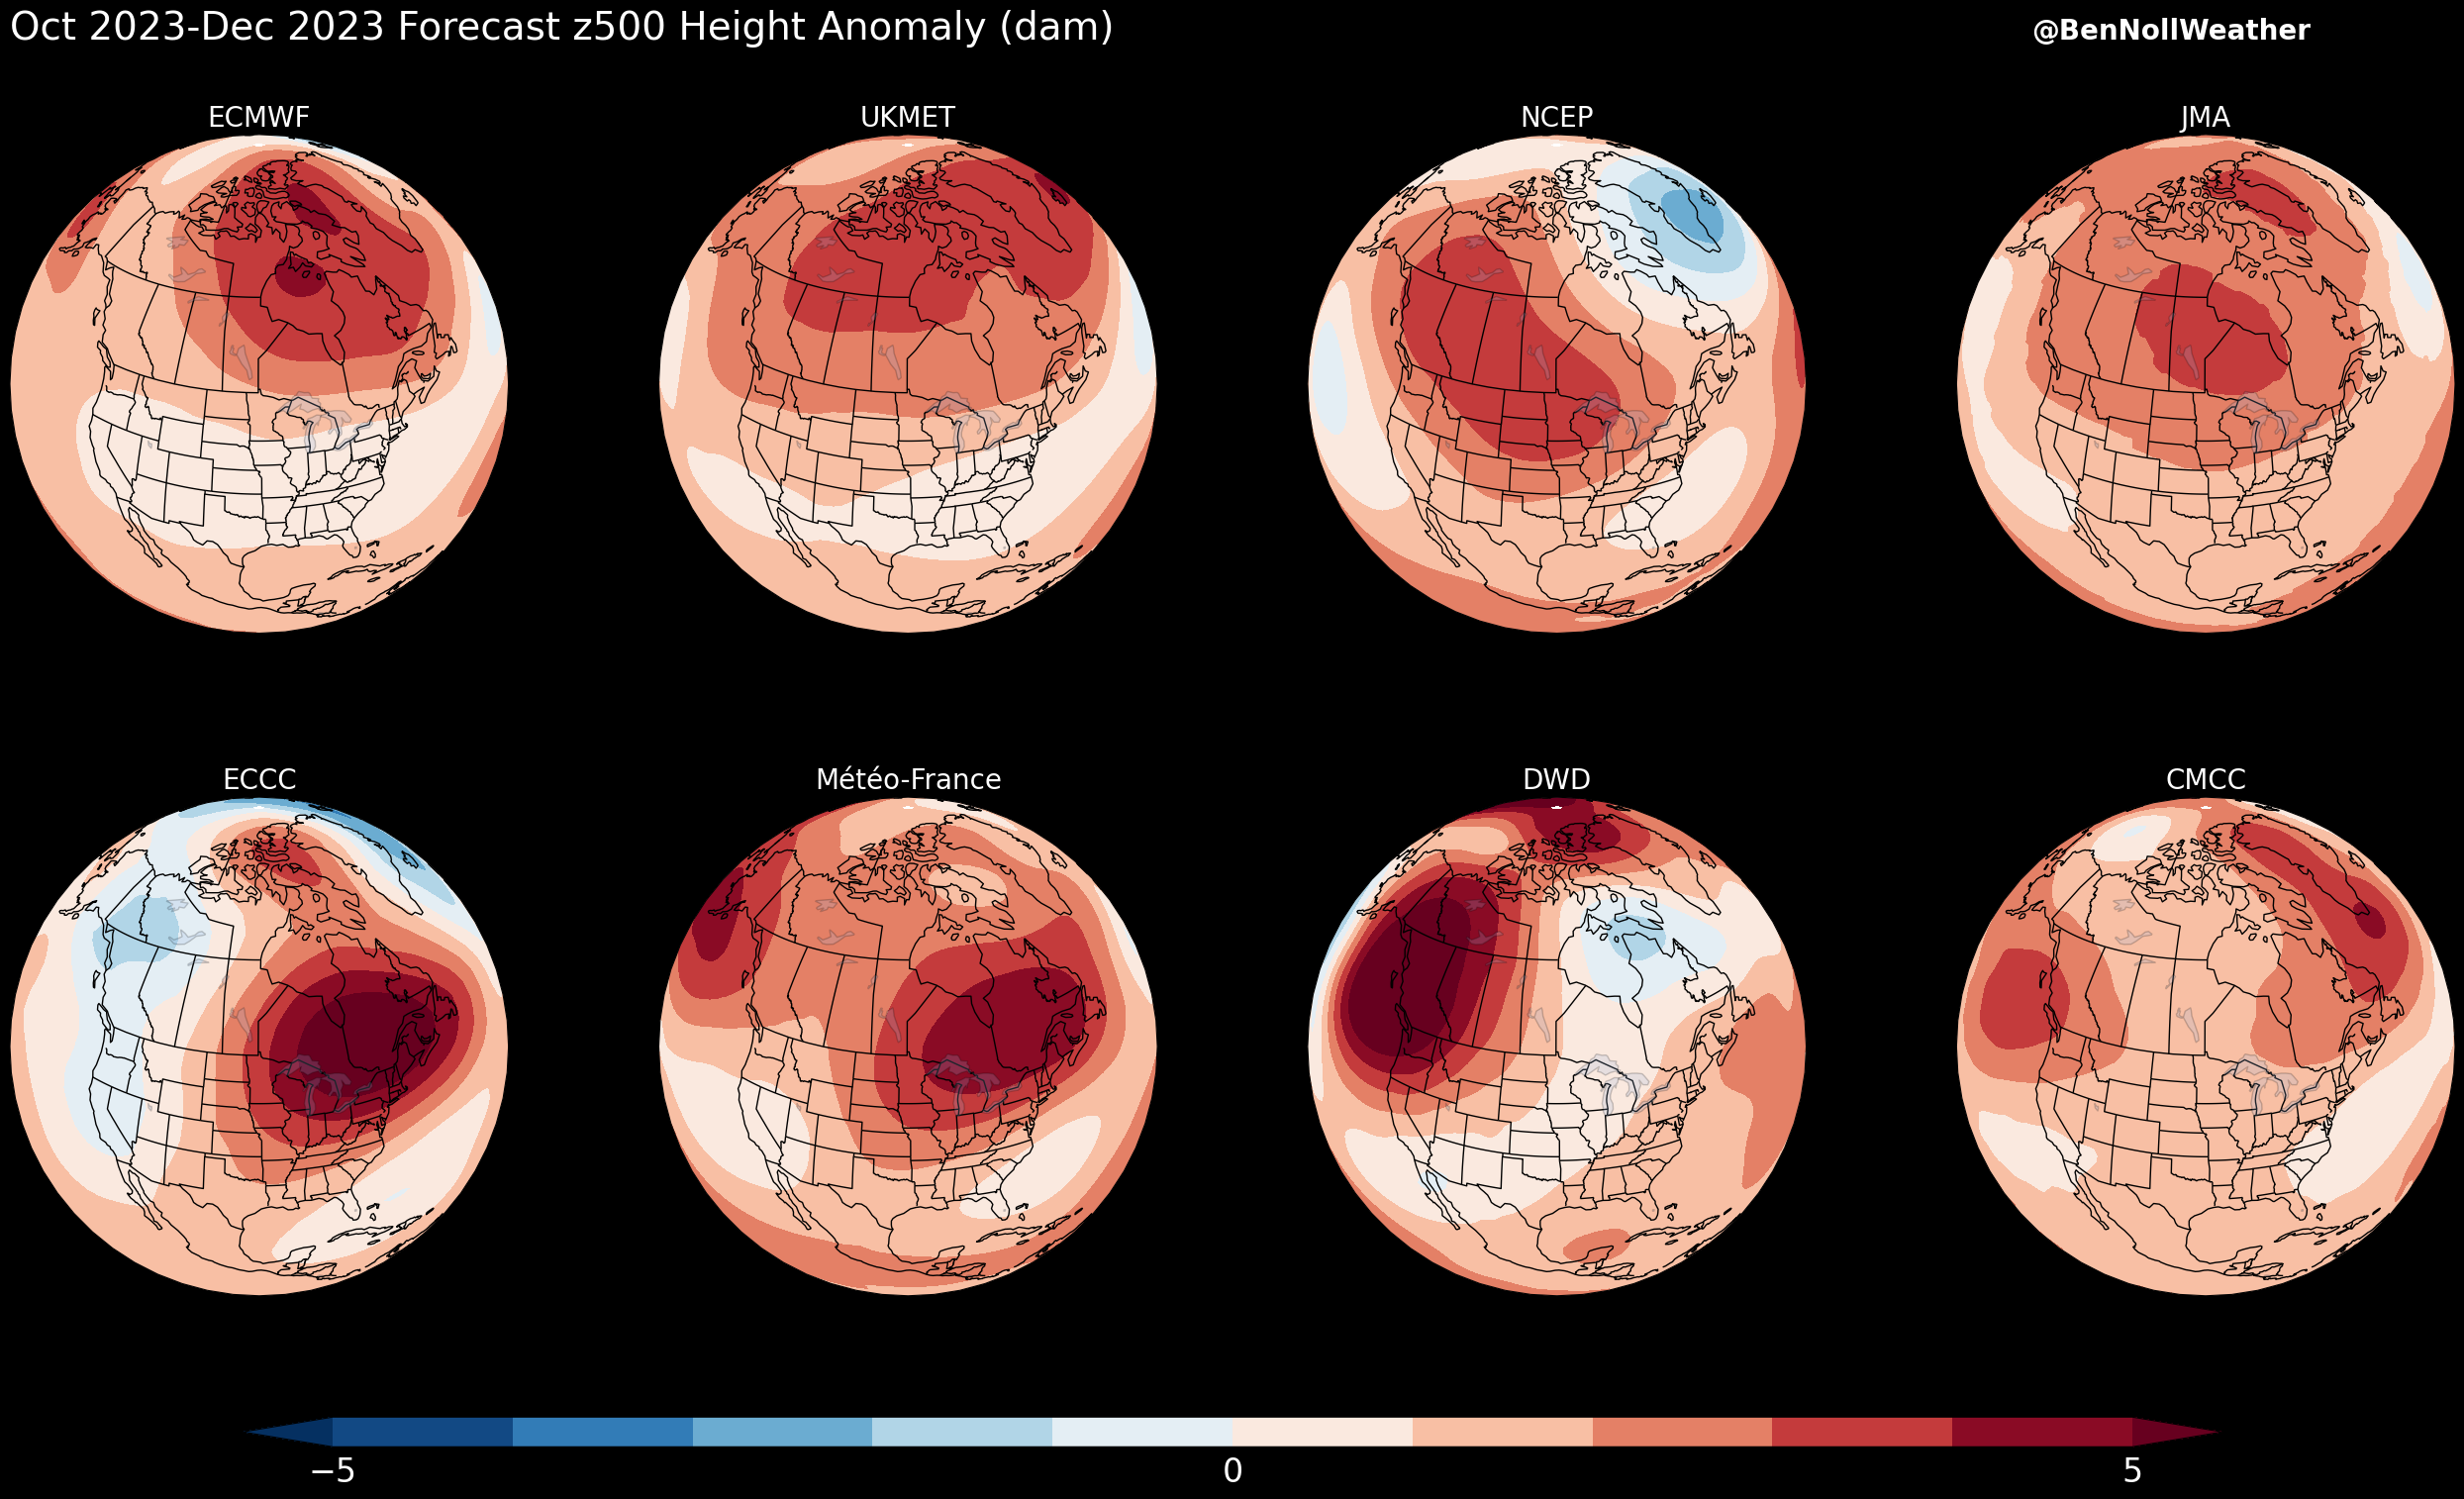 Oct 2023-Dec 2023 Forecast z500 Height Anomaly (dam)
@BenNollWeather
ECMWF
UKMET
NCEP
JMA
ECCC
Météo-France
DWD
CMCC
−5
0
5